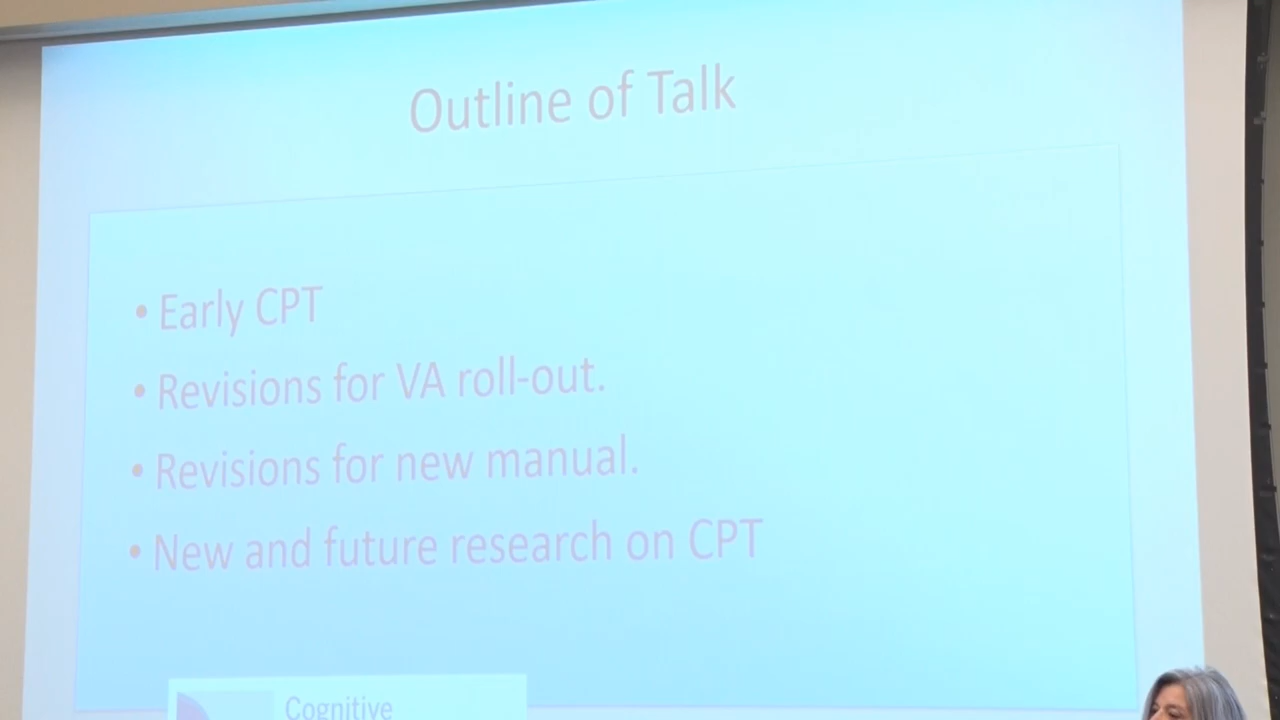 Outline of Talk
• Early CPT
• Revisions for VA roll-out.
• Revisions for new manual.
• New and future research on CPT
Cognitive